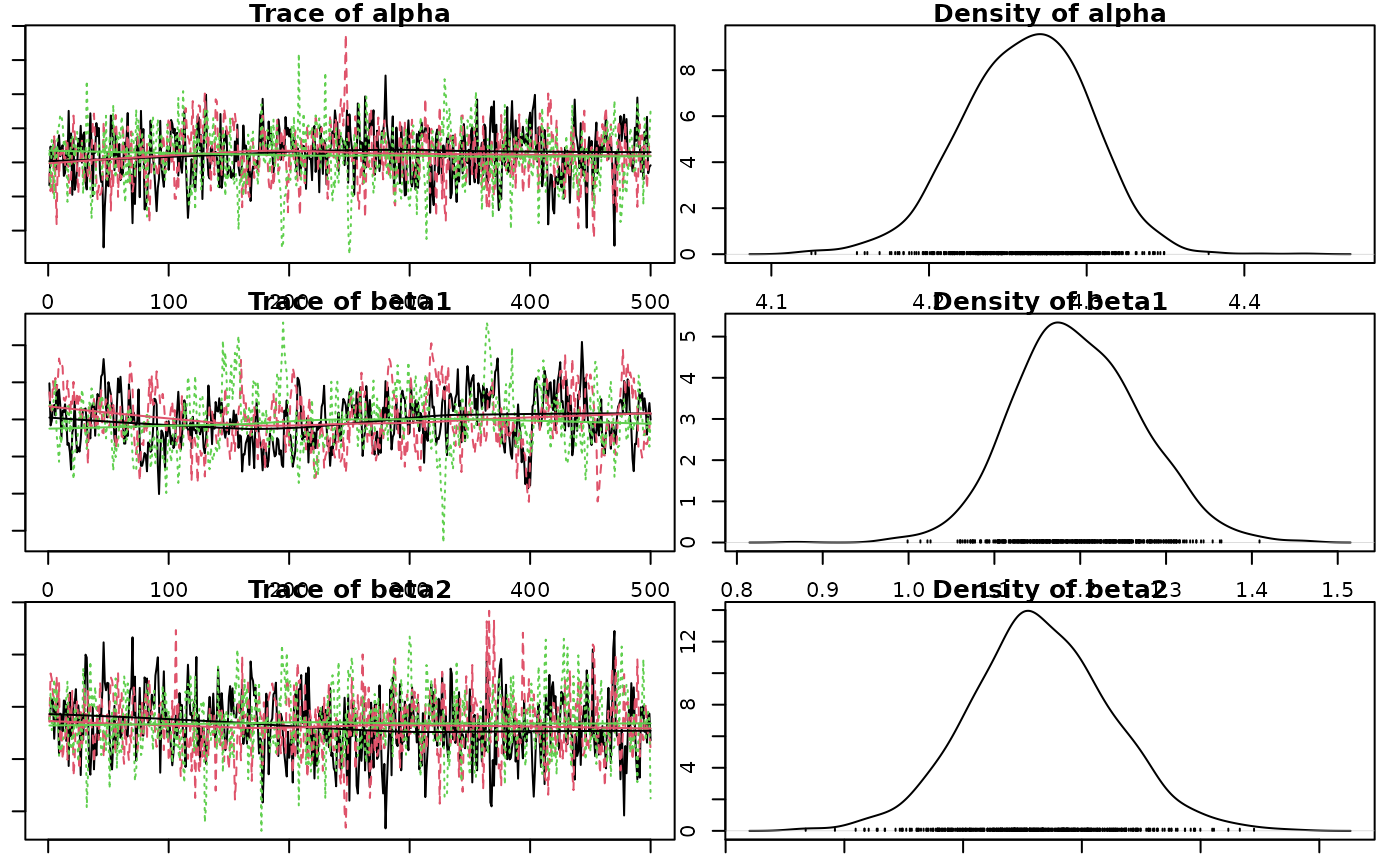 Trace of alpha
Density of alpha
8
6
4
2
0
0 100 200 300 400 500
4.1 4.2 4.3 4.4
Trace of beta1
Density of beta1
5
4
3
2
1
0
0 100 200 300 400 500
0.8 0.9 1.0 1.1 1.2 1.3 1.4 1.5
Trace of beta2
Density of beta2
12
8
4
0